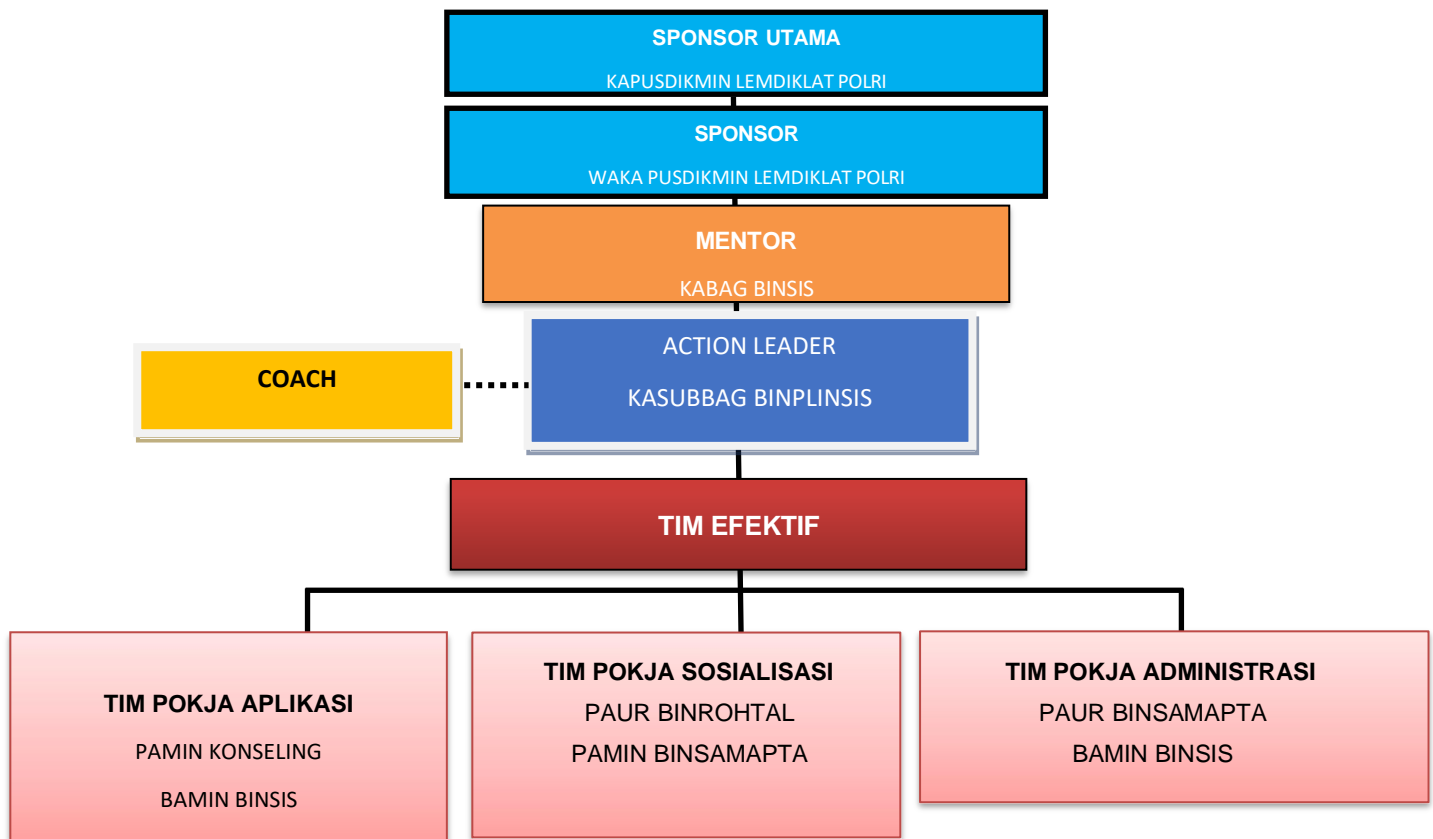 SPONSOR UTAMA
KAPUSDIKMIN LEMDIKLAT POLRI
SPONSOR
WAKA PUSDIKMIN LEMDIKLAT POLRI
MENTOR
KABAG BINSIS
ACTION LEADER
KASUBBAG BINPLINSIS
COACH
TIM EFEKTIF
TIM POKJA APLIKASI
PAMIN KONSELING
BAMIN BINSIS
TIM POKJA SOSIALISASI
PAUR BINROHTAL
PAMIN BINSAMAPTA
TIM POKJA ADMINISTRASI
PAUR BINSAMAPTA
BAMIN BINSIS